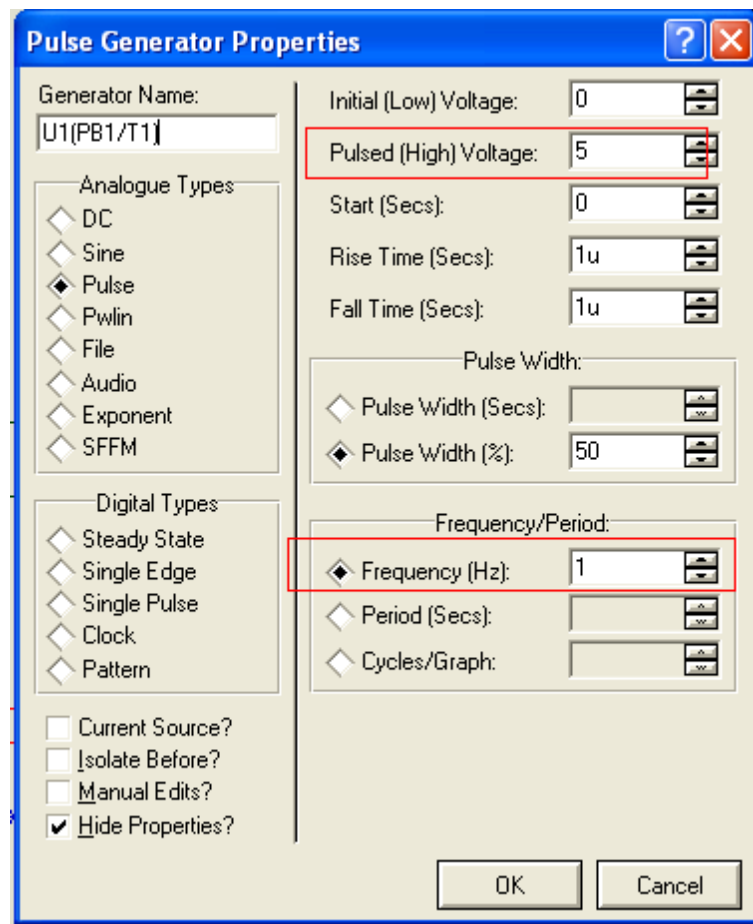 Pulse Generator Properties
Generator Name:
U1(PB1/T1)
Analogue Types
DC
Sine
Pulse
Pwlin
File
Audio
Exponent
SFFM
Digital Types
Steady State
Single Edge
Single Pulse
Clock
Pattern
Current Source?
Isolate Before?
Manual Edits?
Hide Properties?
Initial (Low) Voltage: 0
Pulsed (High) Voltage: 5
Start (Secs): 0
Rise Time (Secs): 1u
Fall Time (Secs): 1u
Pulse Width:
Pulse Width (Secs):
Pulse Width (%): 50
Frequency/Period:
Frequency (Hz): 1
Period (Secs):
Cycles/Graph:
OK Cancel